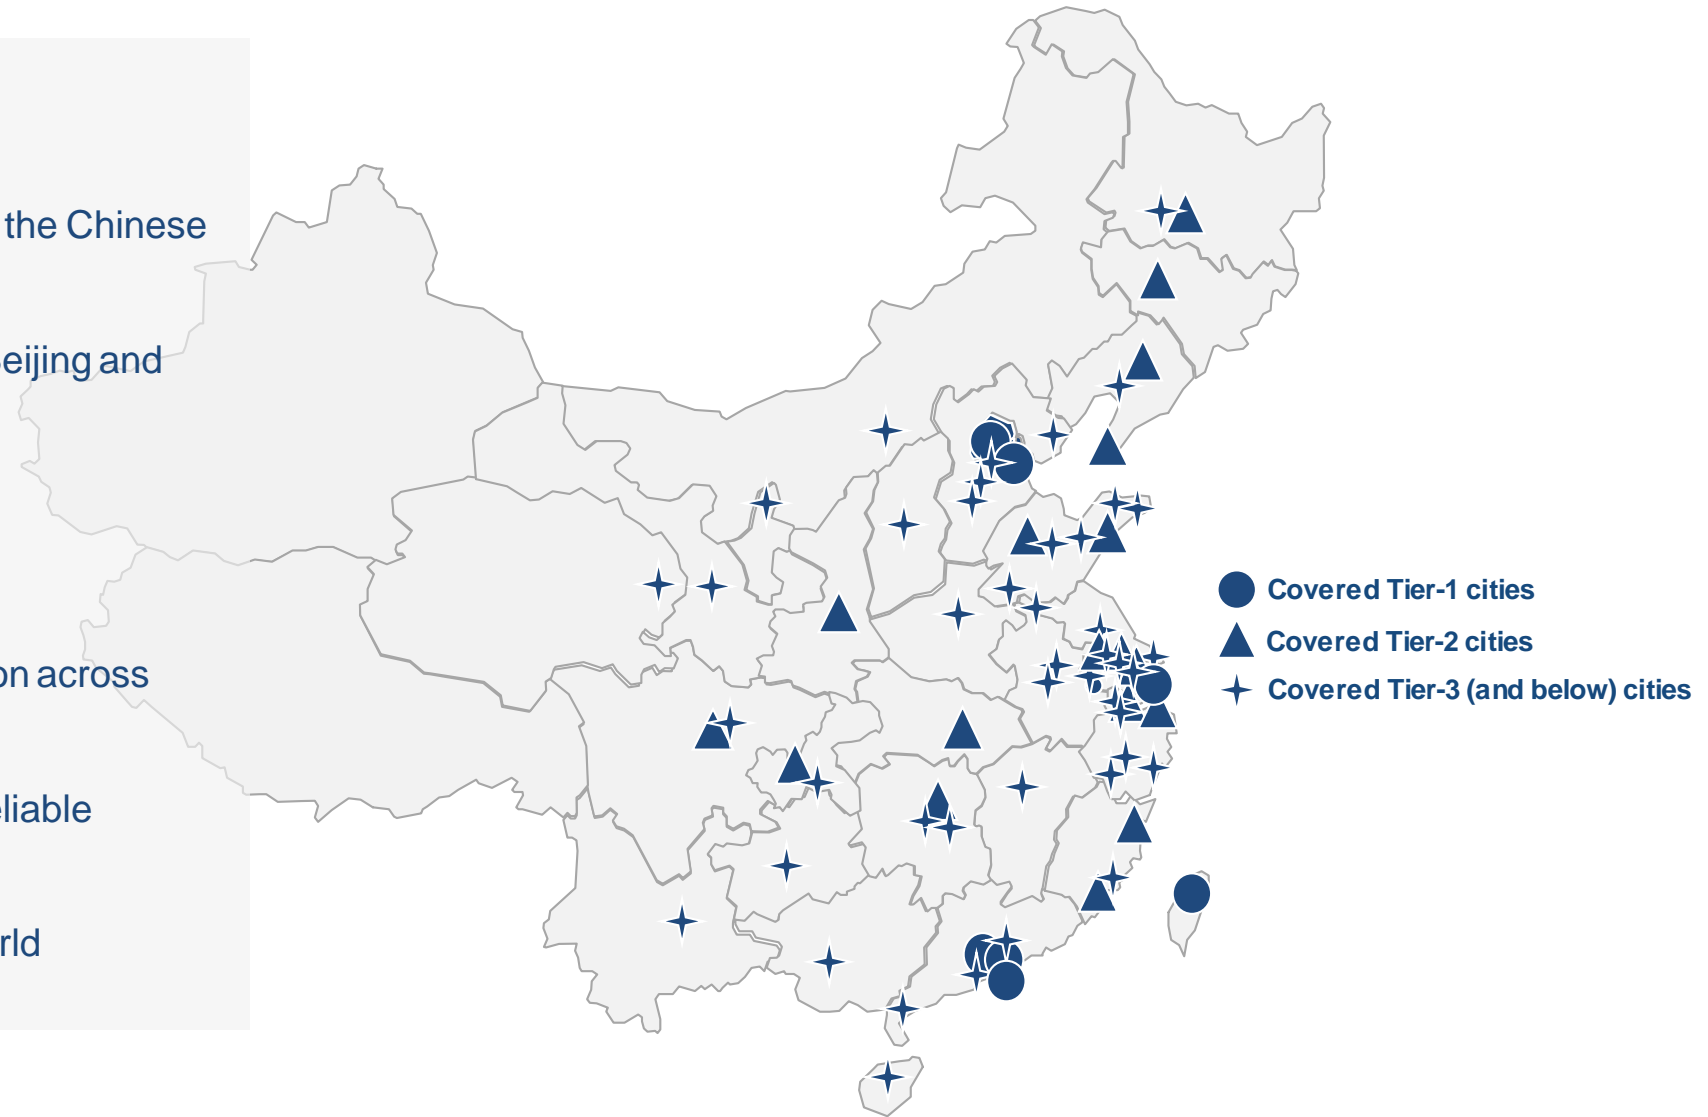 the Chinese
eijing and
on across
eliable
rld
Covered Tier-1 cities
Covered Tier-2 cities
Covered Tier-3 (and below) cities